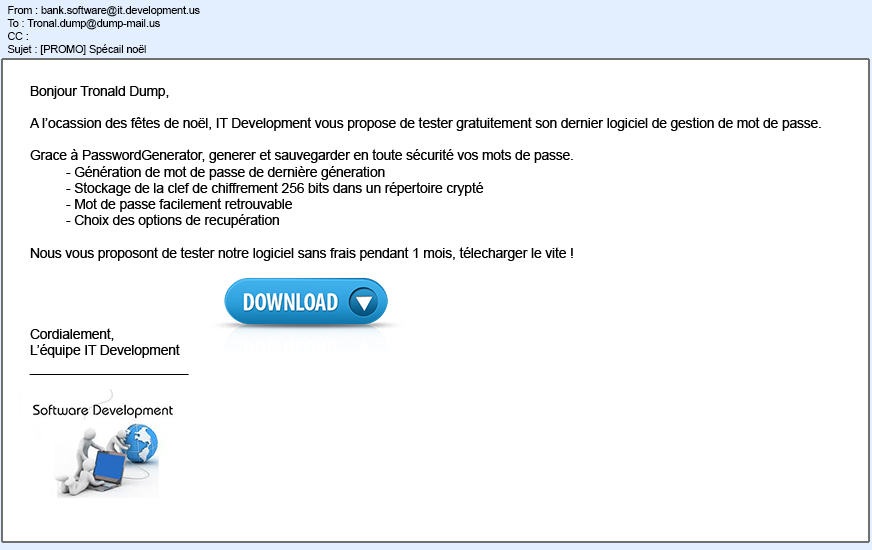 From : bank.software@it.development.us
To : Tronal.dump@dump-mail.us
CC :
Sujet : [PROMO] Spécail noël
Bonjour Tronald Dump,
A l'ocassion des fêtes de noël, IT Development vous propose de tester gratuitement son dernier logiciel de gestion de mot de passe.
Grace à PasswordGenerator, generer et sauvegarder en toute sécurité vos mots de passe.
- Génération de mot de passe de dernière géneration
- Stockage de la clef de chiffrement 256 bits dans un répertoire crypté
- Mot de passe facilement retrouvable
- Choix des options de recupération
Nous vous proposont de tester notre logiciel sans frais pendant 1 mois, télecharger le vite !
DOWNLOAD
Cordialement,
L'équipe IT Development
Software Development